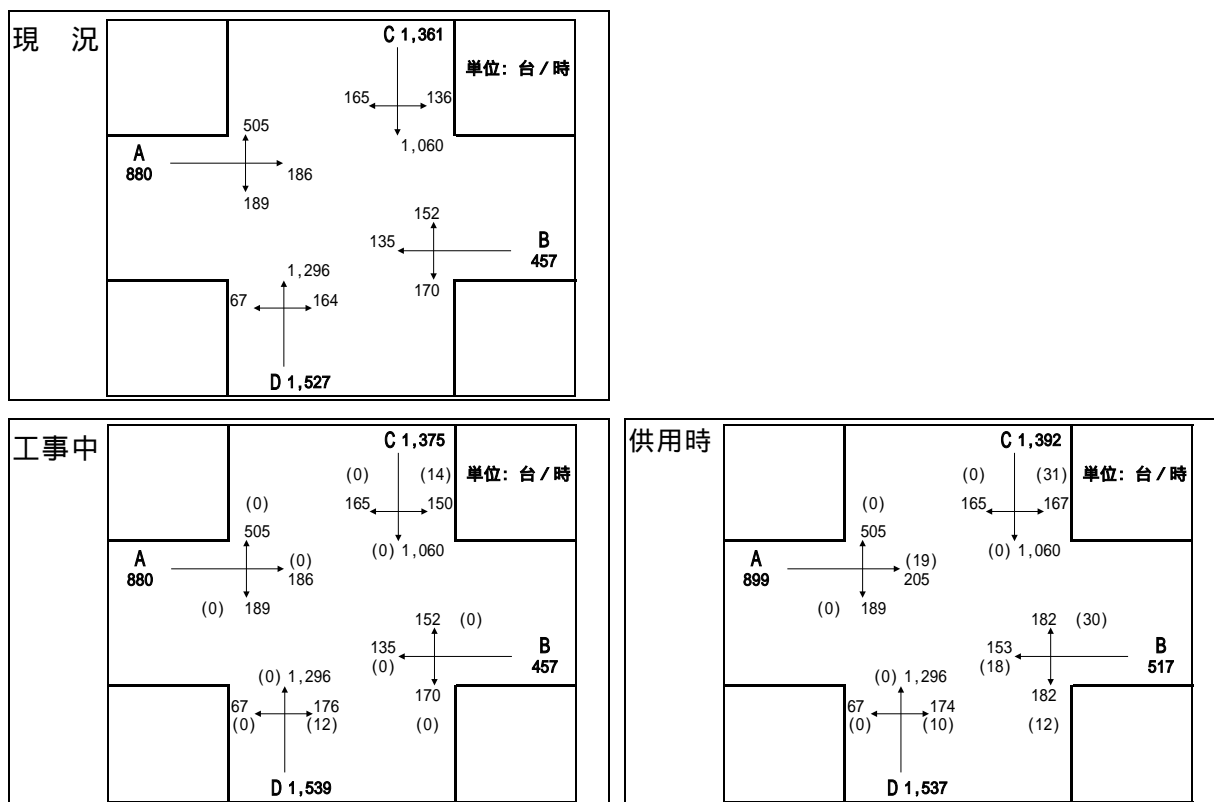 現　況
C 1,361
単位: 台 / 時
165 136
1,060
505
A
880
186
189
152
135
B
457
170
1,296
67 164
D 1,527
工事中
C 1,375
(0) (14) 単位: 台 / 時
165 150
(0) 1,060
(0)
505
A
880
(0)
186
(0) 189
152 (0)
135
(0)
B
457
170
(0)
(0) 1,296
67 176
(0) (12)
D 1,539
供用時
C 1,392
(0) (31) 単位: 台 / 時
165 167
(0) 1,060
(0)
505
A
899
(19)
205
(0) 189
182 (30)
153
(18)
B
517
182
(12)
(0) 1,296
67 174
(0) (10)
D 1,537